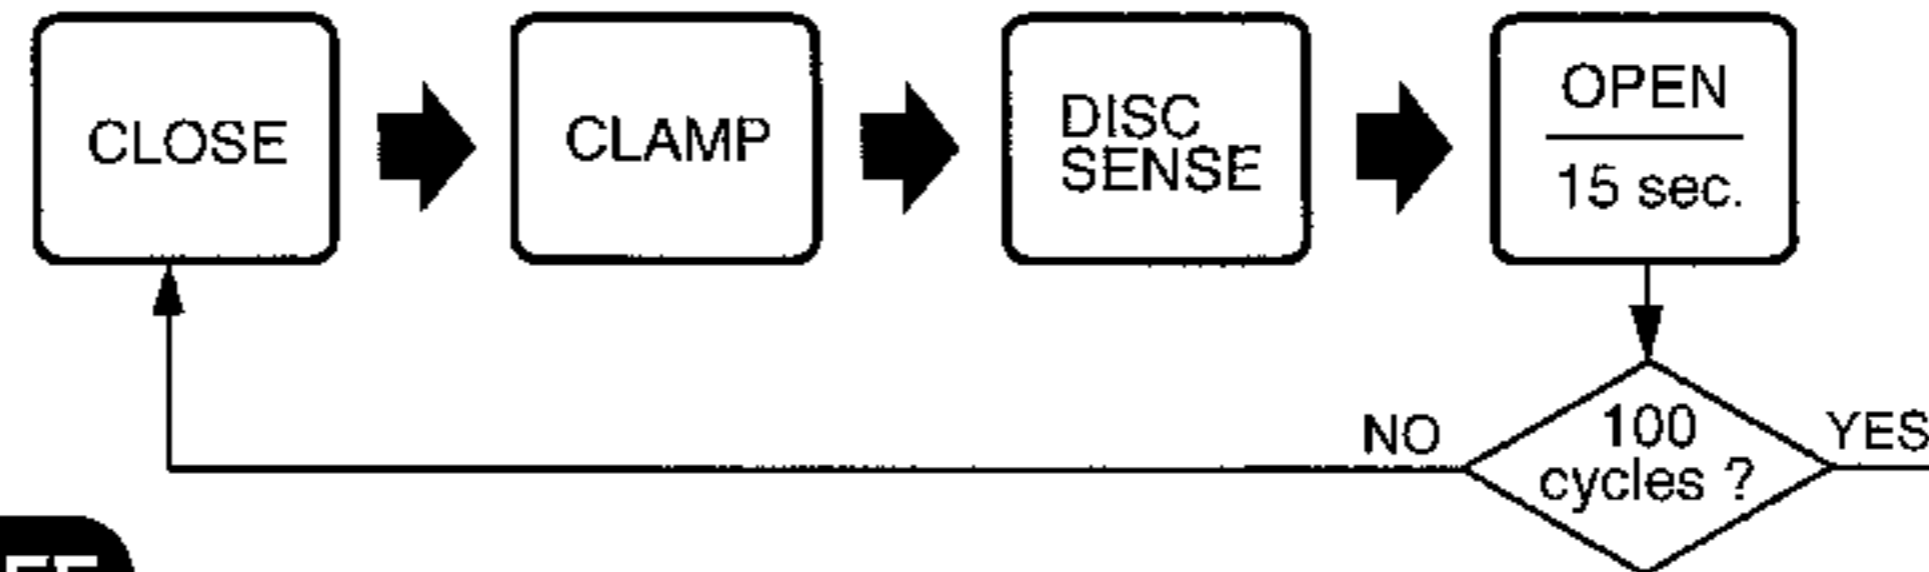 CLOSE
CLAMP
DISC
SENSE
OPEN
15 sec.
NO
100
cycles ?
YES